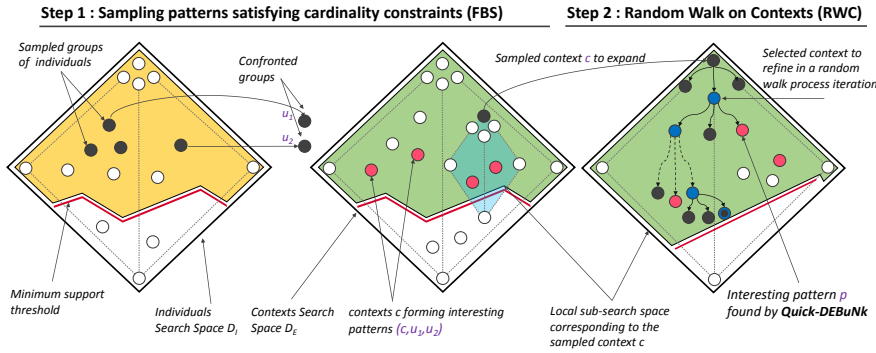 Step 1 : Sampling patterns satisfying cardinality constraints (FBS)
Step 2 : Random Walk on Contexts (RWC)
Sampled groups
of individuals
Confronted
groups
Sampled context c to expand
Selected context to
refine in a random
walk process iteration
u1
u2
Minimum support
threshold
Individuals
Search Space DI
Contexts Search
Space DE
contexts c forming interesting
patterns (c,u1,u2)
Local sub-search space
corresponding to the
sampled context c
Interesting pattern p
found by Quick-DEBuNk